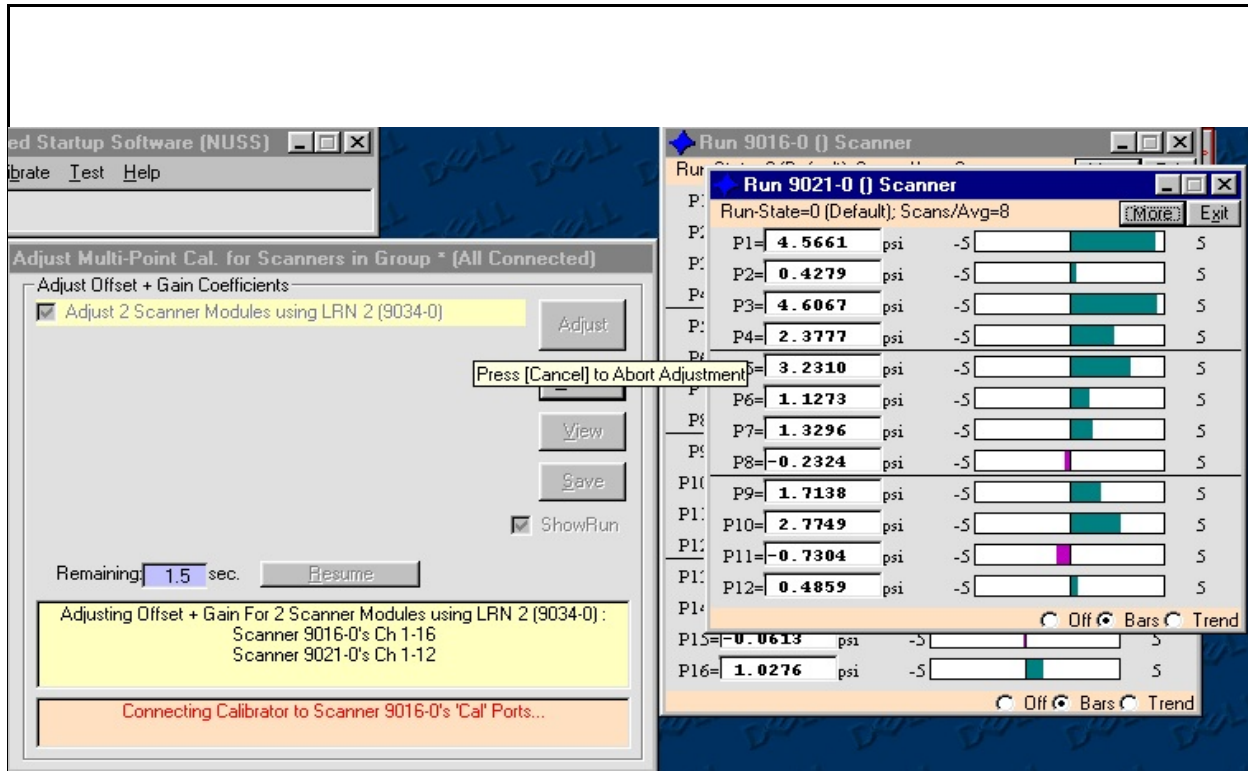 ed Startup Software (NUSS)
ibrate Test Help
Adjust Multi-Point Cal. for Scanners in Group * (All Connected)
Adjust Offset + Gain Coefficients
Adjust 2 Scanner Modules using LRN 2 (9034-0)
Adjust
Press [Cancel] to Abort Adjustment
View
Save
ShowRun
Remaining: 1.5 sec. Resume
Adjusting Offset + Gain For 2 Scanner Modules using LRN 2 (9034-0) :
Scanner 9016-0's Ch 1-16
Scanner 9021-0's Ch 1-12
Connecting Calibrator to Scanner 9016-0's 'Cal' Ports...
Run 9016-0 () Scanner
Run
Run 9021-0 () Scanner
Run-State=0 (Default); Scans/Avg=8 (More) Exit
P1= 4.5661 psi -5 5
P2= 0.4279 psi -5 5
P3= 4.6067 psi -5 5
P4= 2.3777 psi -5 5
5= 3.2310 psi -5 5
P6= 1.1273 psi -5 5
P7= 1.3296 psi -5 5
P8= -0.2324 psi -5 5
P9= 1.7138 psi -5 5
P10= 2.7749 psi -5 5
P11= -0.7304 psi -5 5
P12= 0.4859 psi -5 5
Off Bars Trend
P15= -0.0613 psi -5 5
P16= 1.0276 psi -5 5
Off Bars Trend
DELL